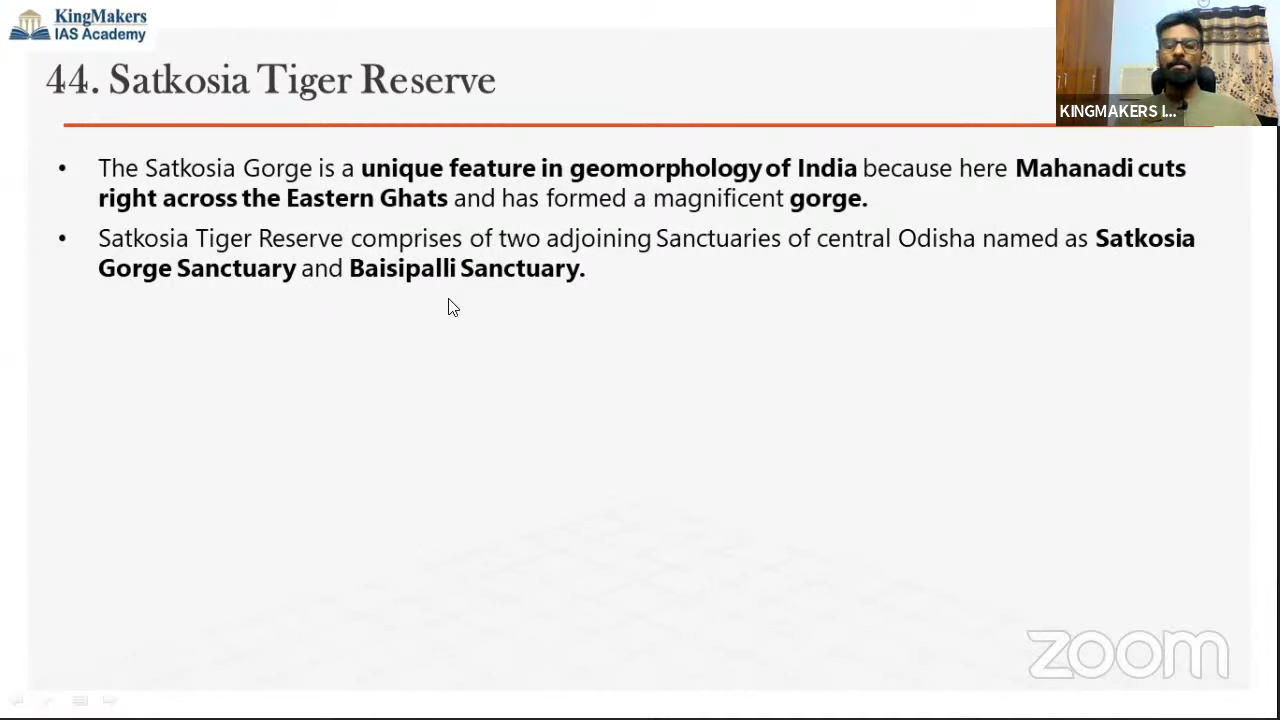 KingMakers
IAS Academy
44. Satkosia Tiger Reserve
KINGMAKERS I...
• The Satkosia Gorge is a unique feature in geomorphology of India because here Mahanadi cuts
right across the Eastern Ghats and has formed a magnificent gorge.
• Satkosia Tiger Reserve comprises of two adjoining Sanctuaries of central Odisha named as Satkosia
Gorge Sanctuary and Baisipalli Sanctuary.
zoom